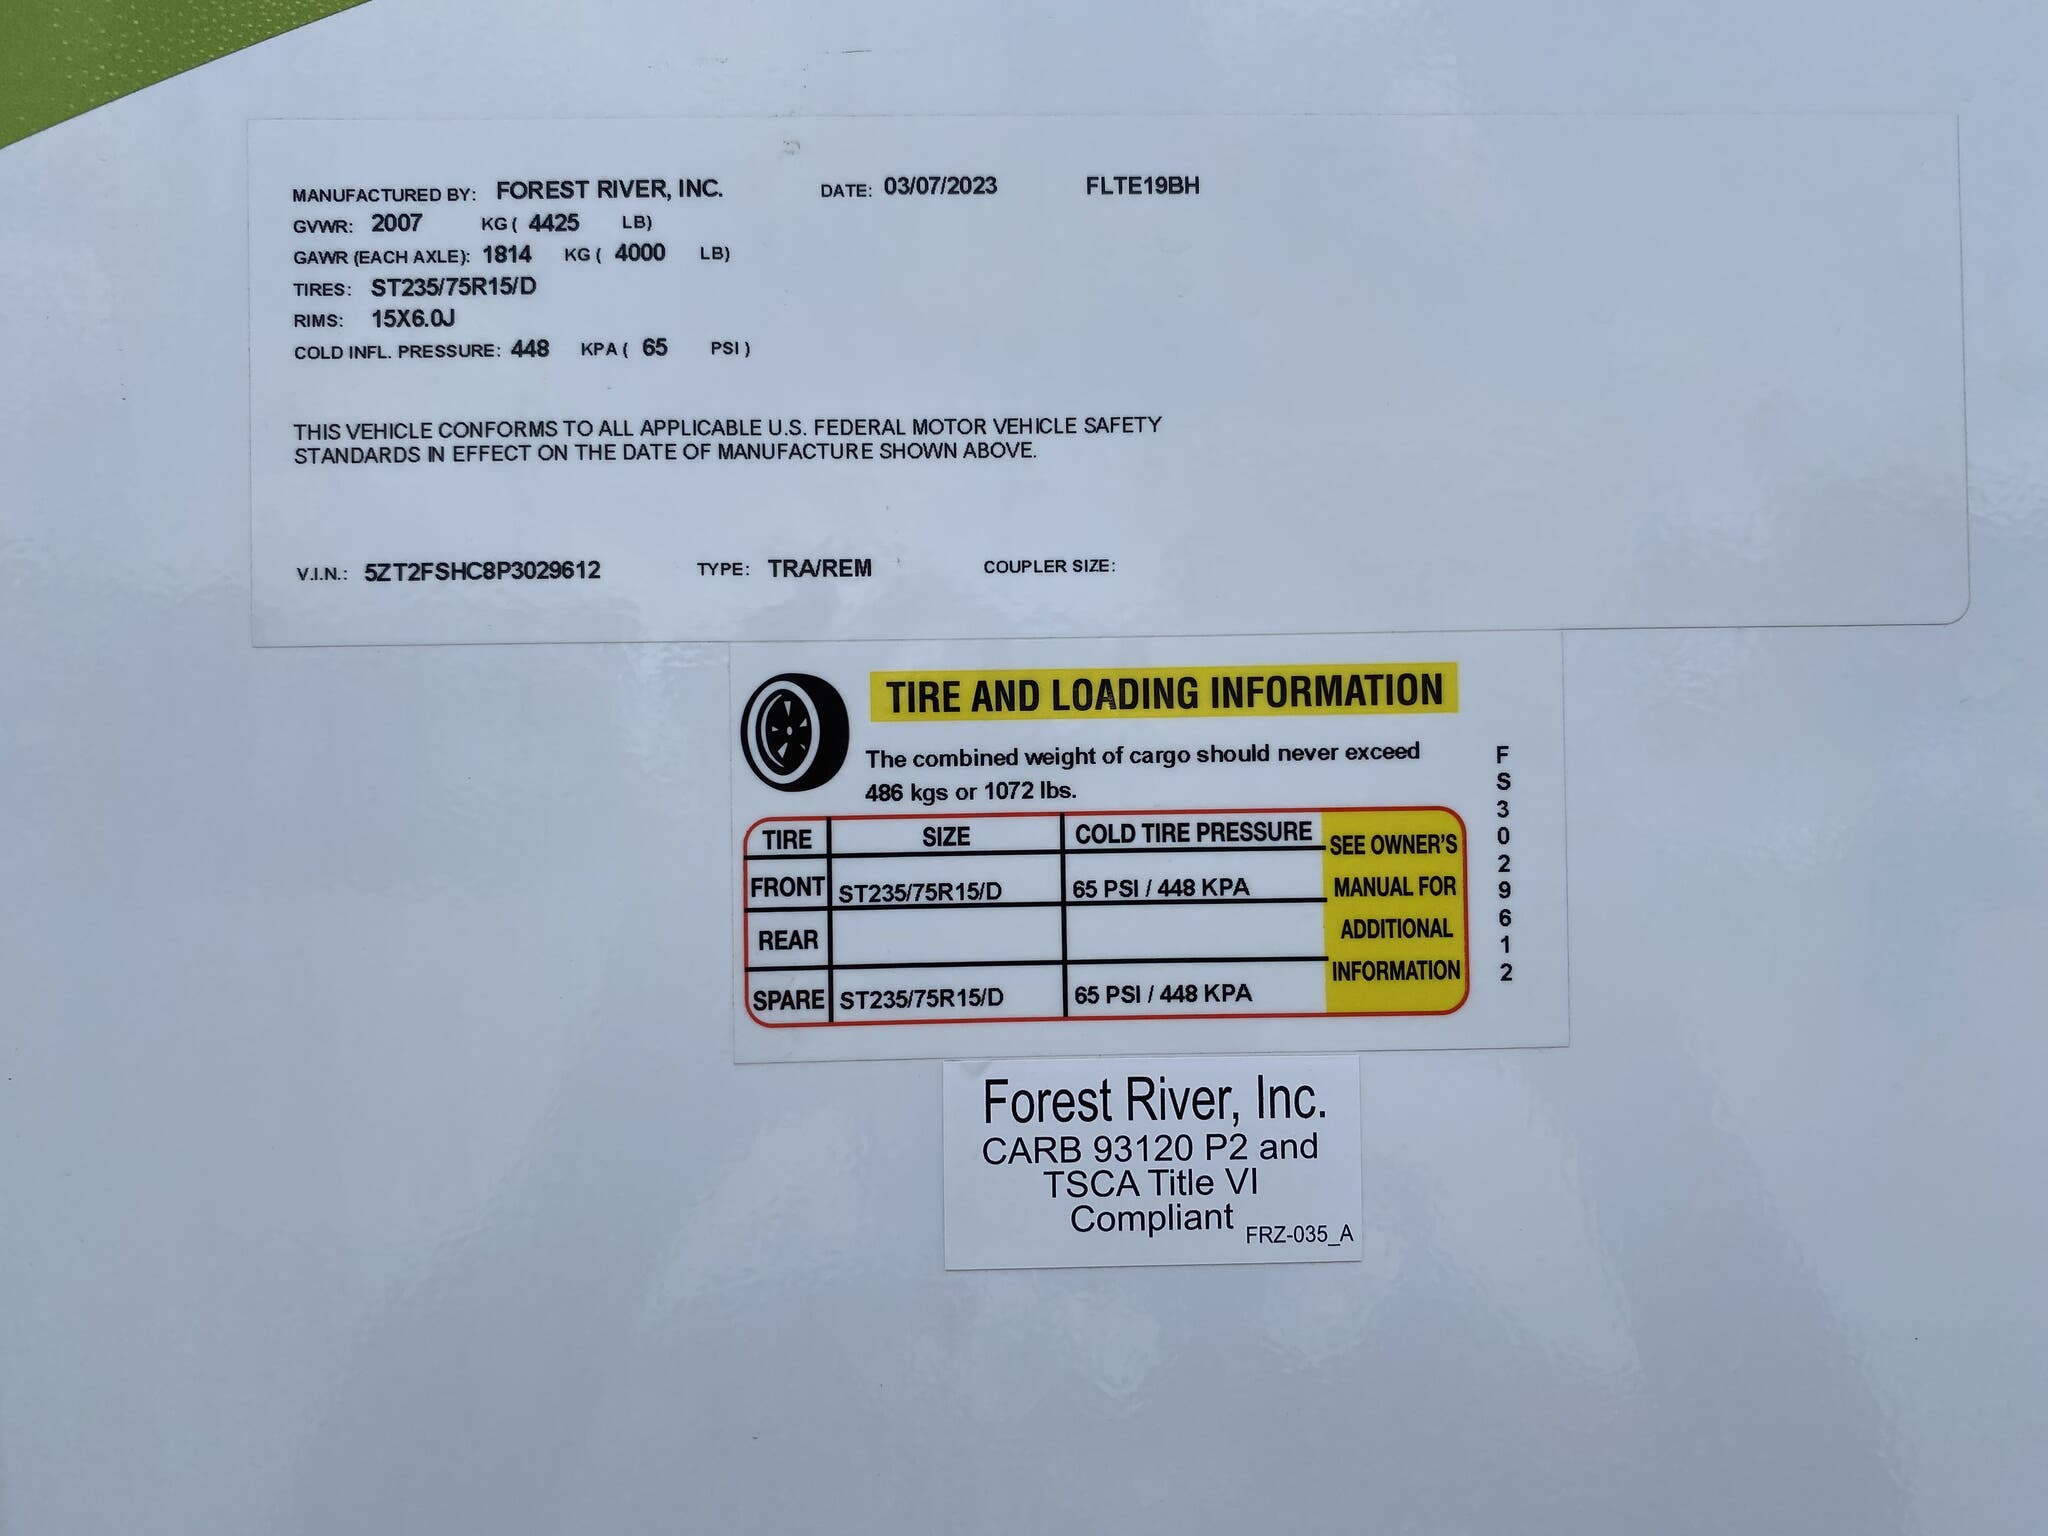 MANUFACTURED BY: FOREST RIVER, INC. DATE: 03/07/2023 FLTE19BH
GVWR: 2007 KG ( 4425 LB)
GAWR (EACH AXLE): 1814 KG ( 4000 LB)
TIRES: ST235/75R15/D
RIMS: 15X6.0J
COLD INFL. PRESSURE: 448 KPA ( 65 PSI )
THIS VEHICLE CONFORMS TO ALL APPLICABLE U.S. FEDERAL MOTOR VEHICLE SAFETY
STANDARDS IN EFFECT ON THE DATE OF MANUFACTURE SHOWN ABOVE.
V.I.N.: 5ZT2FSHC8P3029612 TYPE: TRA/REM COUPLER SIZE:
TIRE AND LOADING INFORMATION
The combined weight of cargo should never exceed
486 kgs or 1072 lbs.
TIRE SIZE COLD TIRE PRESSURE
FRONT ST235/75R15/D 65 PSI / 448 KPA
REAR
SPARE ST235/75R15/D 65 PSI / 448 KPA
SEE OWNER'S
MANUAL FOR
ADDITIONAL
INFORMATION
FS3029612
Forest River, Inc.
CARB 93120 P2 and
TSCA Title VI
Compliant FRZ-035_A